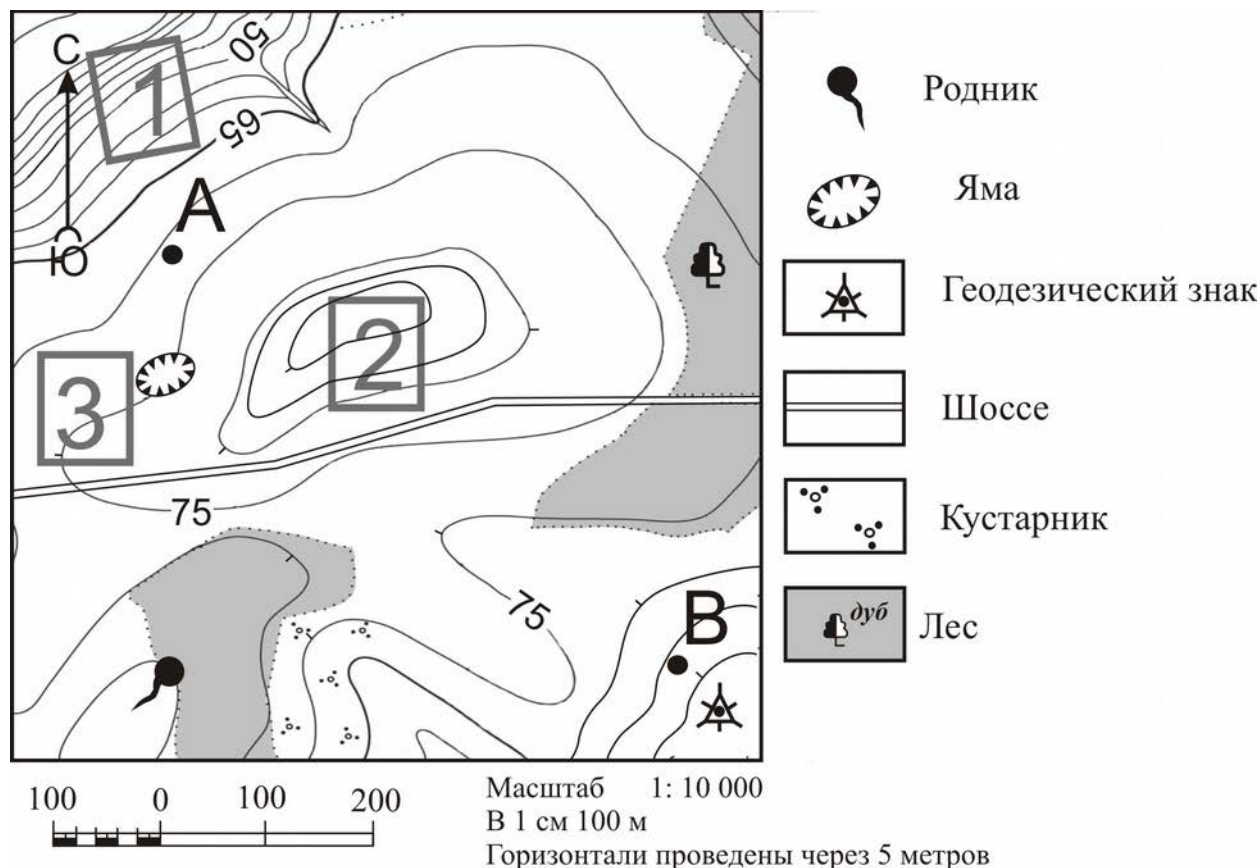 50
С
1
65
А
Ю
2
3
75
75
В
Родник
Яма
Геодезический знак
Шоссе
Кустарник
дуб
Лес
100 0 100 200
Масштаб 1: 10 000
В 1 см 100 м
Горизонтали проведены через 5 метров